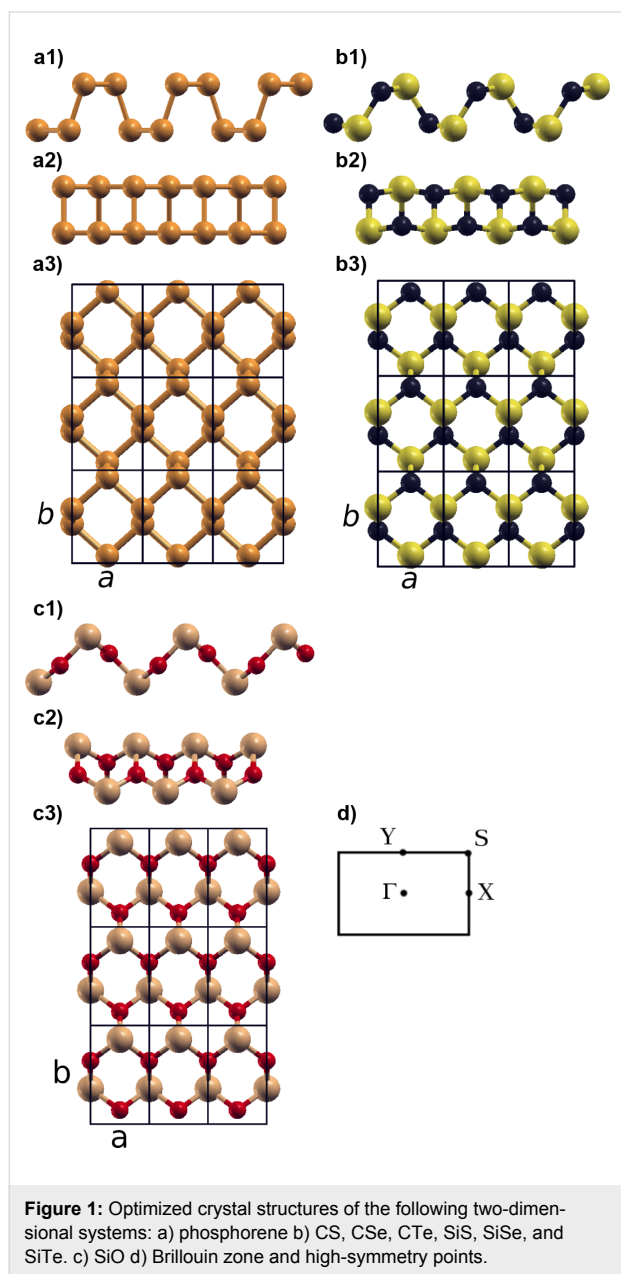 a1)
b1)
a2)
b2)
a3)
b3)
b
a
b
a
c1)
c2)
c3)
d)
Y
S
Γ
X
b
a
Figure 1: Optimized crystal structures of the following two-dimen-
sional systems: a) phosphorene b) CS, CSe, CTe, SiS, SiSe, and
SiTe. c) SiO d) Brillouin zone and high-symmetry points.